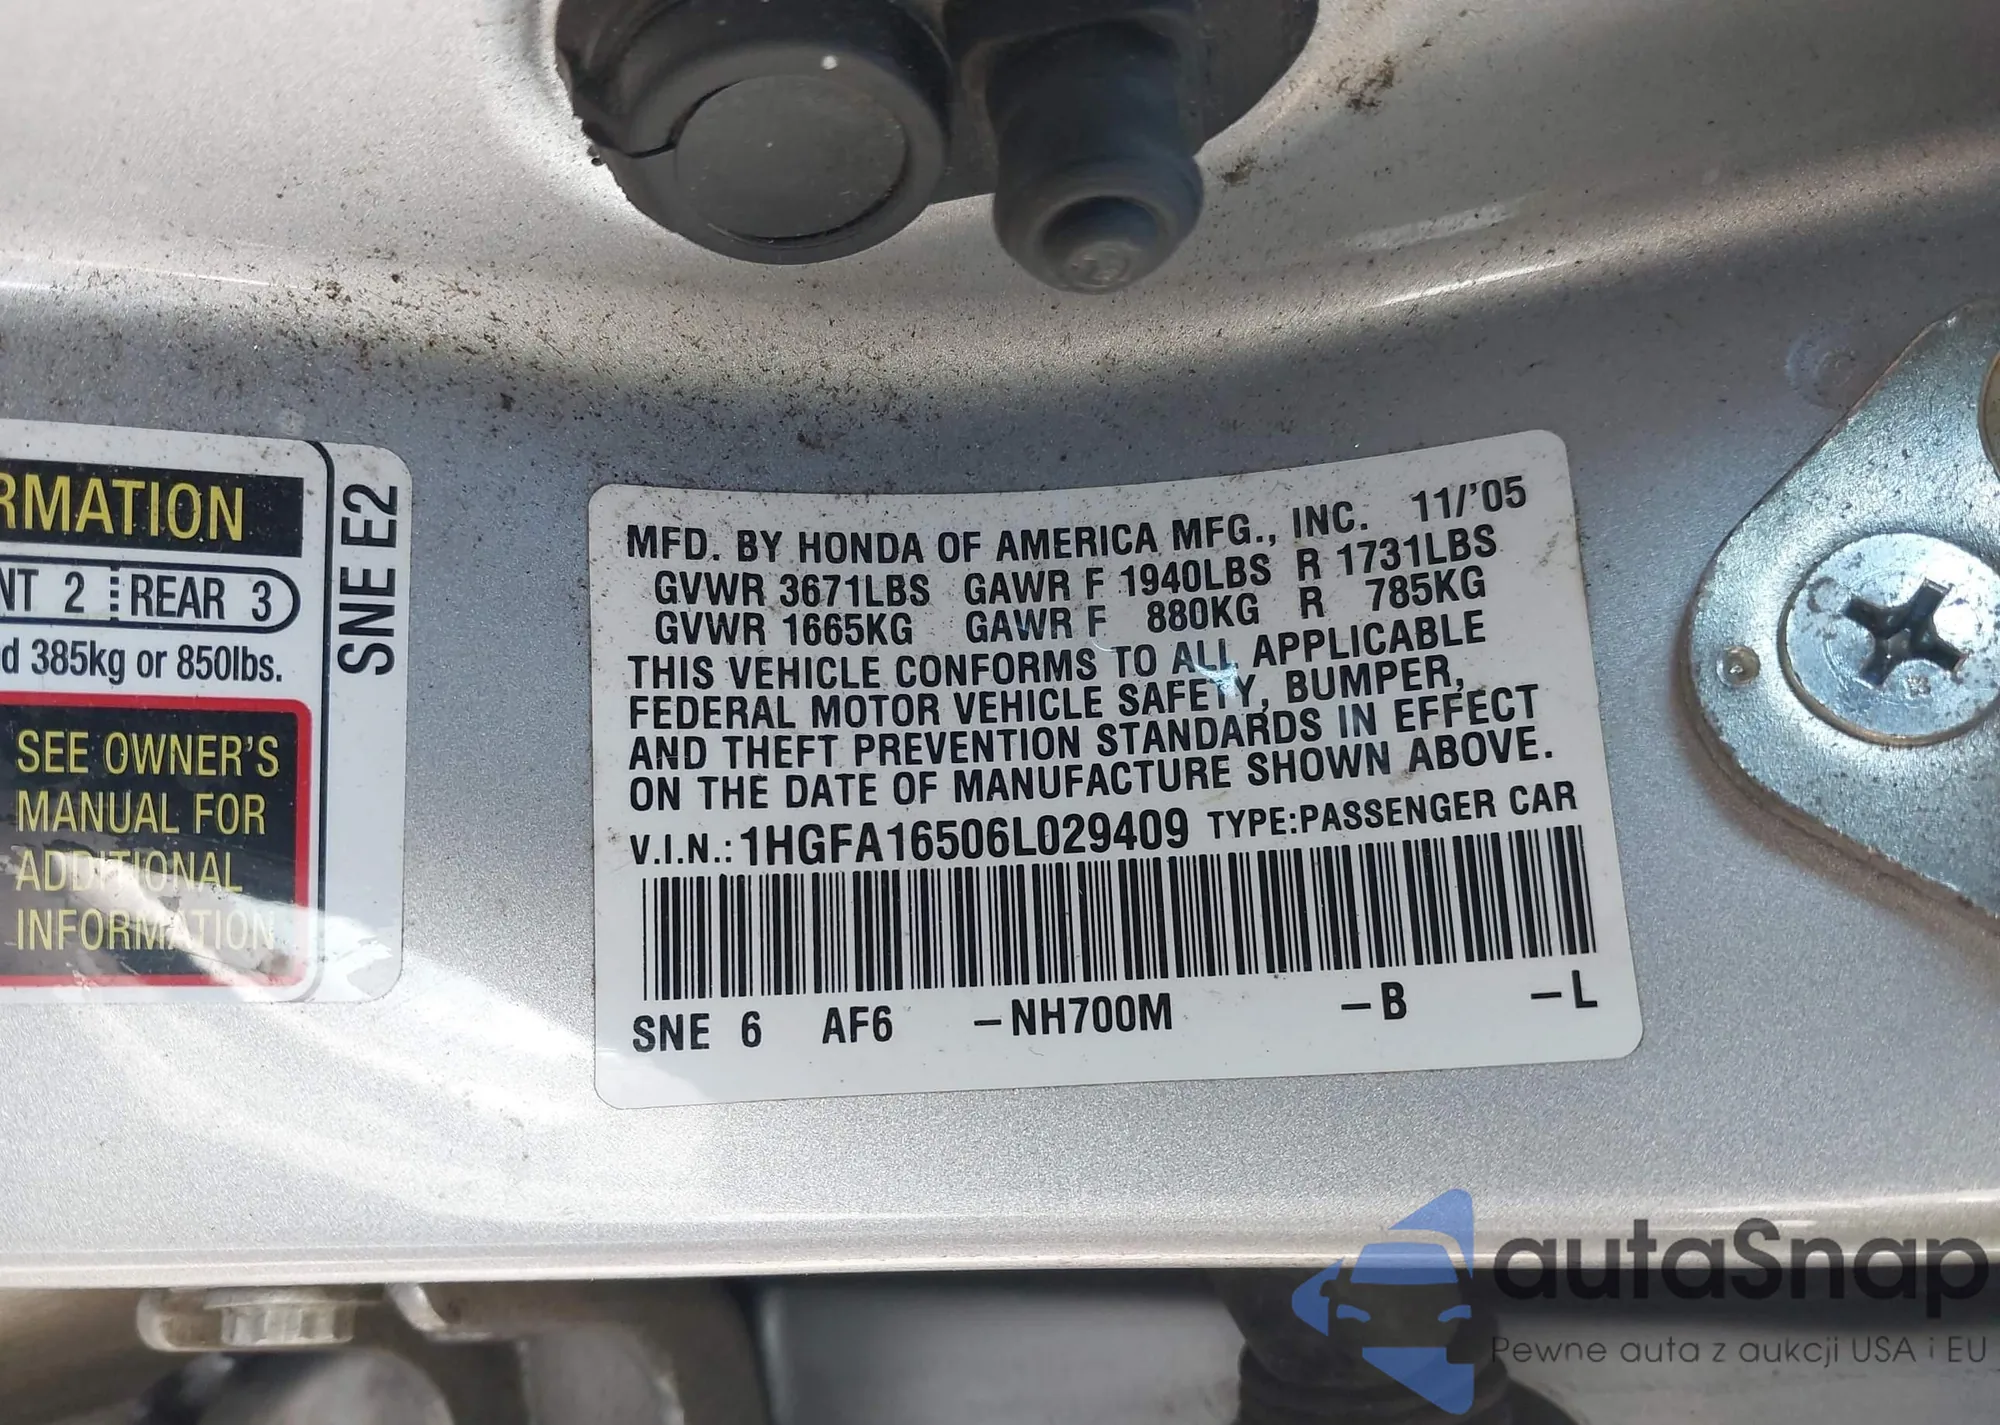 RMATION
NT 2 REAR 3
d 385kg or 850lbs.
SEE OWNER'S
MANUAL FOR
ADDITIONAL
INFORMATION
SNE E2
MFD. BY HONDA OF AMERICA MFG., INC. 11/'05
GVWR 3671LBS GAWR F 1940LBS R 1731LBS
GVWR 1665KG GAWR F 880KG R 785KG
THIS VEHICLE CONFORMS TO ALL APPLICABLE
FEDERAL MOTOR VEHICLE SAFETY, BUMPER,
AND THEFT PREVENTION STANDARDS IN EFFECT
ON THE DATE OF MANUFACTURE SHOWN ABOVE.
V.I.N.: 1HGFA16506L029409 TYPE:PASSENGER CAR
SNE 6 AF6 –NH700M –B –L
autaSnap
Pewne auta z aukcji USA i EU